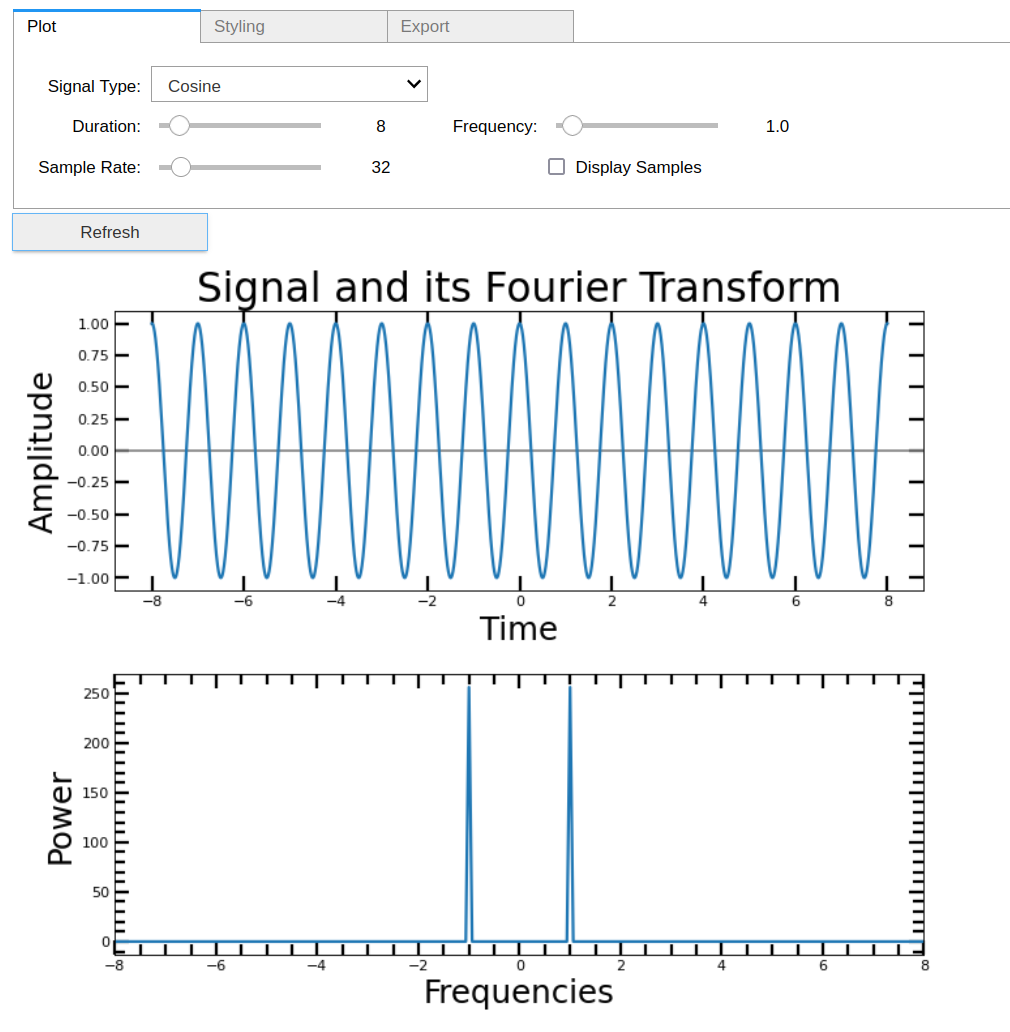 Plot Styling Export
Signal Type: Cosine
Duration: 8 Frequency: 1.0
Sample Rate: 32 Display Samples
Refresh
Signal and its Fourier Transform
1.00
0.75
0.50
0.25
0.00
−0.25
−0.50
−0.75
−1.00
Amplitude
−8 −6 −4 −2 0 2 4 6 8
Time
250
200
150
100
50
0
Power
−8 −6 −4 −2 0 2 4 6 8
Frequencies